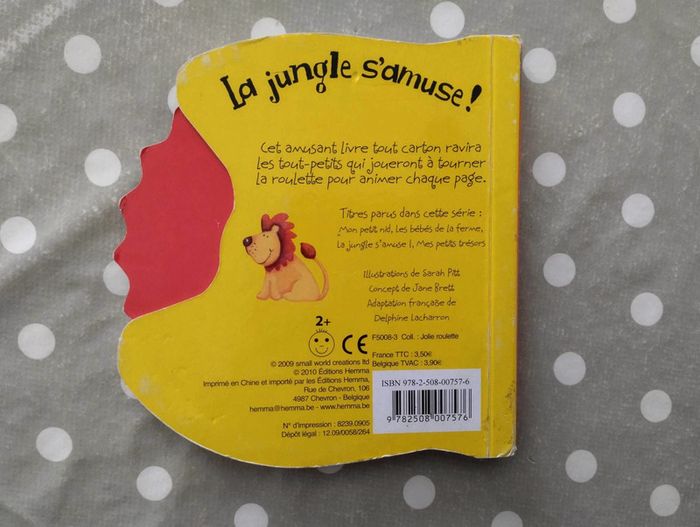 La jungle s'amuse !
Cet amusant livre tout carton ravira
les tout-petits qui joueront à tourner
la roulette pour animer chaque page.
Titres parus dans cette série :
Mon petit nid, les bébés de la ferme,
La jungle s'amuse !, Mes petits trésors
Illustrations de Sarah Pitt
Concept de Jane Brett
Adaptation française de
Delphine Lacharron
2+
CE
F5008-3 Coll. : Jolie roulette
France TTC : 3,50€
Belgique TVAC : 3,90€
© 2009 small world creations ltd
© 2010 Éditions Hemma
Imprimé en Chine et importé par les Éditions Hemma,
Rue de Chevron, 106
4987 Chevron - Belgique
hemma@hemma.be - www.hemma.be
N° d'impression : 8239.0905
Dépôt légal : 12.09/0058/264
ISBN 978-2-508-00757-6
9 782508 007576